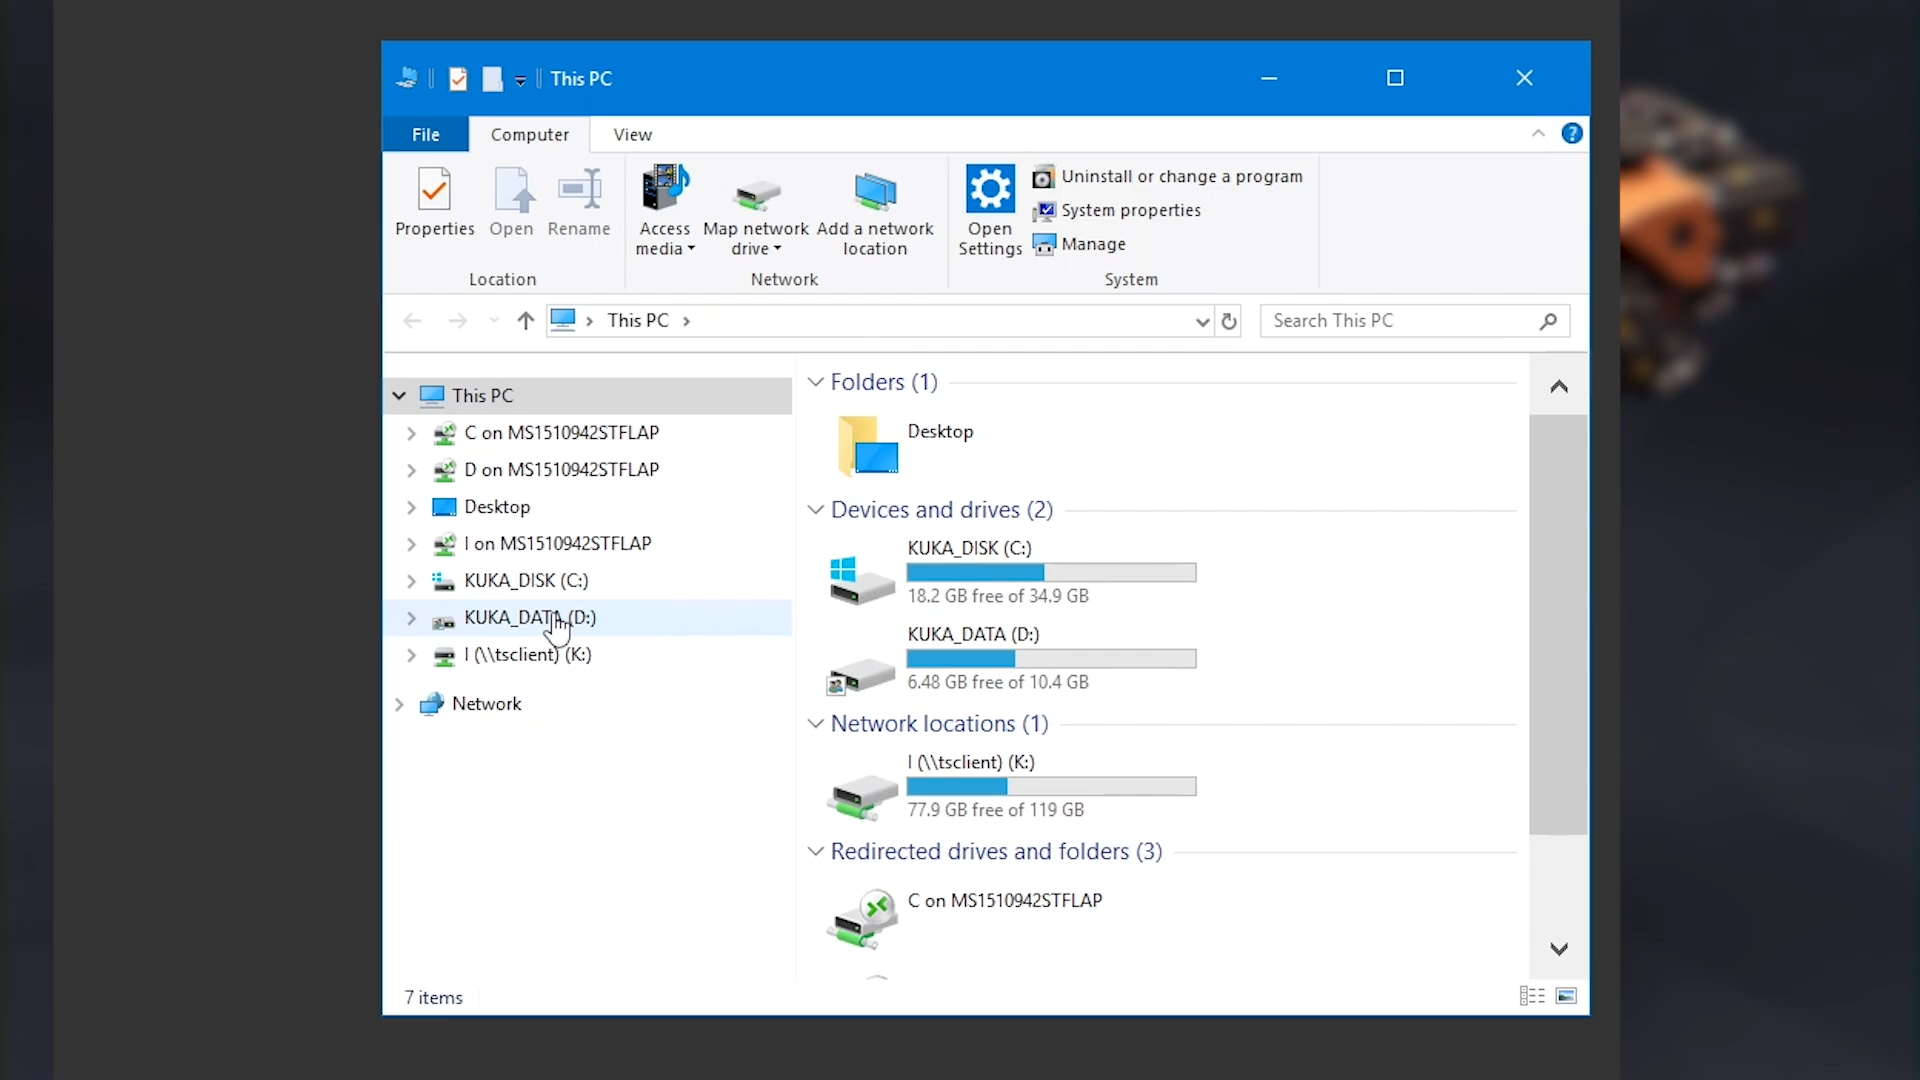 This PC
File
Computer
View
Properties
Open
Rename
Access
media
Map network
drive
Add a network
location
Open
Settings
Uninstall or change a program
System properties
Manage
Location
Network
System
This PC
Search This PC
This PC
C on MS1510942STFLAP
D on MS1510942STFLAP
Desktop
I on MS1510942STFLAP
KUKA_DISK (C:)
KUKA_DATA (D:)
I (\\tsclient) (K:)
Network
Folders (1)
Desktop
Devices and drives (2)
KUKA_DISK (C:)
18.2 GB free of 34.9 GB
KUKA_DATA (D:)
6.48 GB free of 10.4 GB
Network locations (1)
I (\\tsclient) (K:)
77.9 GB free of 119 GB
Redirected drives and folders (3)
C on MS1510942STFLAP
7 items